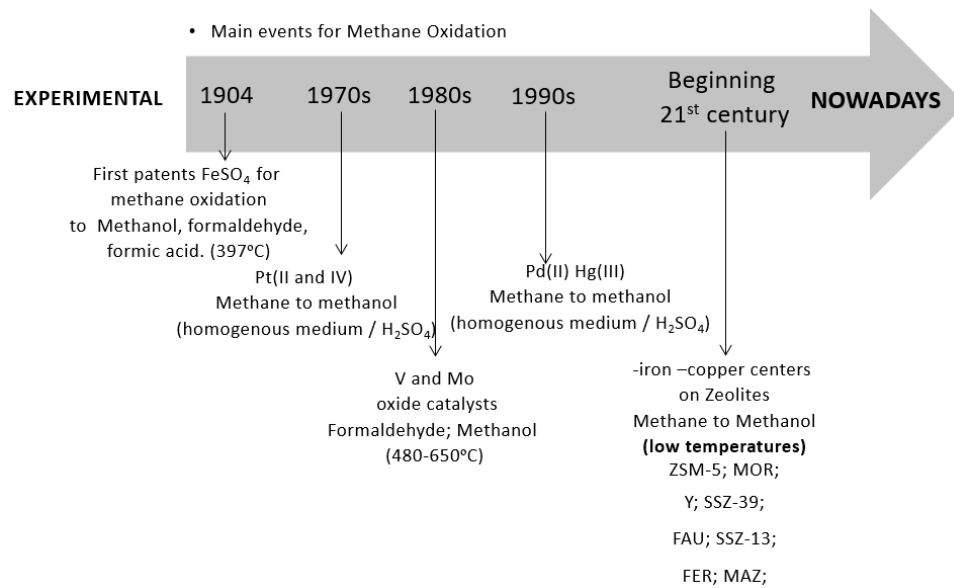 • Main events for Methane Oxidation
EXPERIMENTAL
1904
1970s
1980s
1990s
Beginning
21st century
NOWADAYS
First patents FeSO₄ for
methane oxidation
to Methanol, formaldehyde,
formic acid. (397ºC)
Pt(II and IV)
Methane to methanol
(homogenous medium / H₂SO₄)
V and Mo
oxide catalysts
Formaldehyde; Methanol
(480-650ºC)
Pd(II) Hg(III)
Methane to methanol
(homogenous medium / H₂SO₄)
-iron –copper centers
on Zeolites
Methane to Methanol
(low temperatures)
ZSM-5; MOR;
Y; SSZ-39;
FAU; SSZ-13;
FER; MAZ;